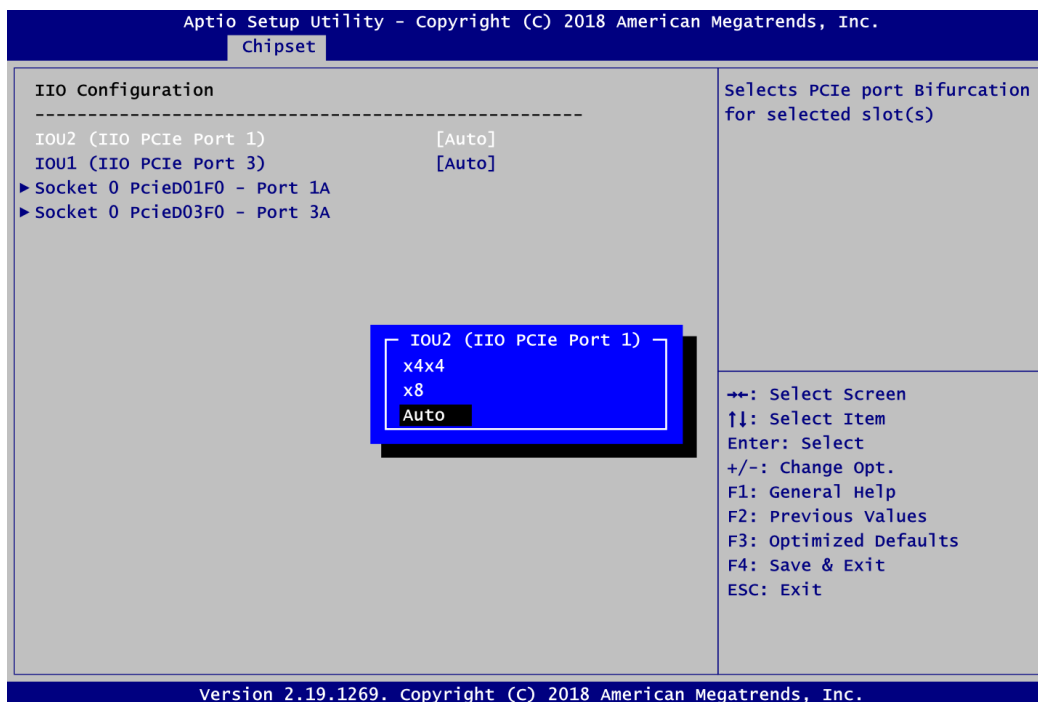 Aptio Setup Utility - Copyright (C) 2018 American Megatrends, Inc.
Chipset
IIO Configuration
----------------------------------------------------
IOU2 (IIO PCIe Port 1) [Auto]
IOU1 (IIO PCIe Port 3) [Auto]
▶ Socket 0 PcieD01F0 - Port 1A
▶ Socket 0 PcieD03F0 - Port 3A
Selects PCIe port Bifurcation
for selected slot(s)
IOU2 (IIO PCIe Port 1)
x4x4
x8
Auto
→←: Select Screen
↑↓: Select Item
Enter: Select
+/-: Change Opt.
F1: General Help
F2: Previous Values
F3: Optimized Defaults
F4: Save & Exit
ESC: Exit
Version 2.19.1269. Copyright (C) 2018 American Megatrends, Inc.